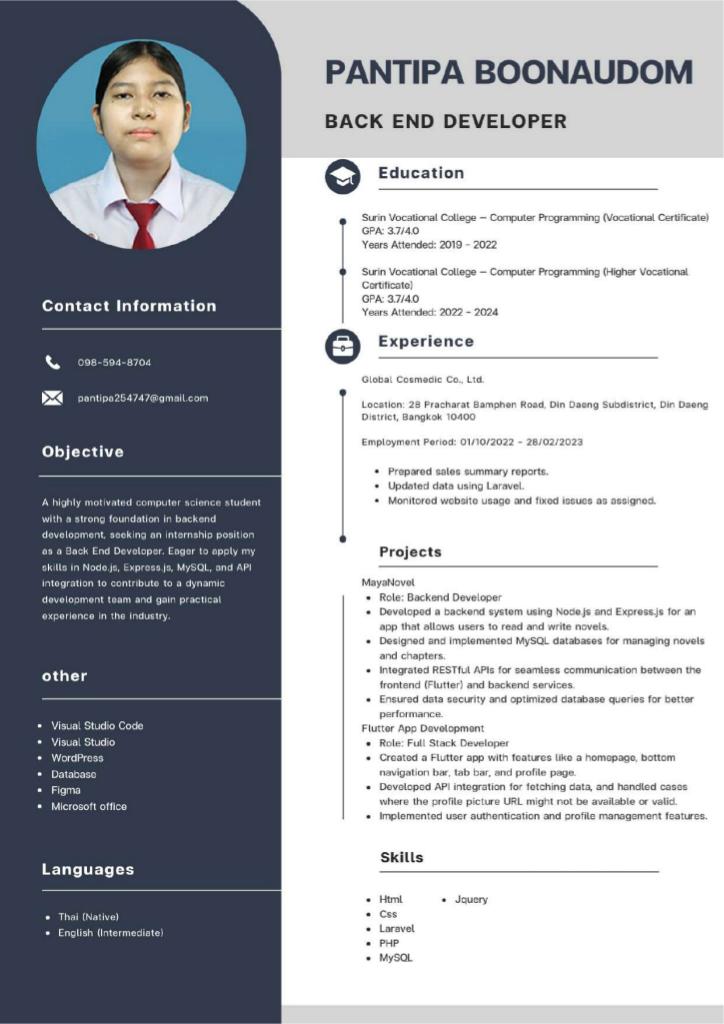 PANTIPA BOONAUDOM
BACK END DEVELOPER
Contact Information
098-594-8704
pantipa254747@gmail.com
Objective
A highly motivated computer science student
with a strong foundation in backend
development, seeking an internship position
as a Back End Developer. Eager to apply my
skills in Node.js, Express.js, MySQL, and API
integration to contribute to a dynamic
development team and gain practical
experience in the industry.
other
• Visual Studio Code
• Visual Studio
• WordPress
• Database
• Figma
• Microsoft office
Languages
• Thai (Native)
• English (Intermediate)
Education
Surin Vocational College – Computer Programming (Vocational Certificate)
GPA: 3.7/4.0
Years Attended: 2019 - 2022
Surin Vocational College – Computer Programming (Higher Vocational
Certificate)
GPA: 3.7/4.0
Years Attended: 2022 - 2024
Experience
Global Cosmedic Co., Ltd.
Location: 28 Pracharat Bamphen Road, Din Daeng Subdistrict, Din Daeng
District, Bangkok 10400
Employment Period: 01/10/2022 - 28/02/2023
• Prepared sales summary reports.
• Updated data using Laravel.
• Monitored website usage and fixed issues as assigned.
Projects
MayaNovel
• Role: Backend Developer
• Developed a backend system using Node.js and Express.js for an
app that allows users to read and write novels.
• Designed and implemented MySQL databases for managing novels
and chapters.
• Integrated RESTful APIs for seamless communication between the
frontend (Flutter) and backend services.
• Ensured data security and optimized database queries for better
performance.
Flutter App Development
• Role: Full Stack Developer
• Created a Flutter app with features like a homepage, bottom
navigation bar, tab bar, and profile page.
• Developed API integration for fetching data, and handled cases
where the profile picture URL might not be available or valid.
• Implemented user authentication and profile management features.
Skills
• Html
• Css
• Laravel
• PHP
• MySQL
• Jquery